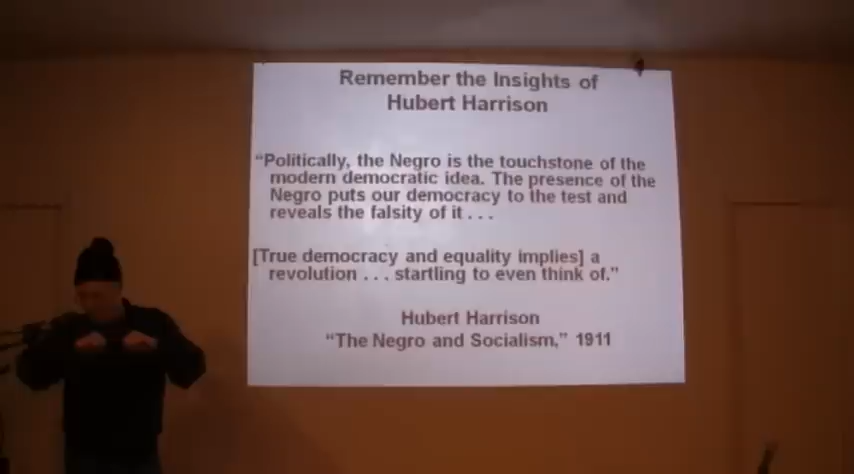 Remember the Insights of
Hubert Harrison
“Politically, the Negro is the touchstone of the
modern democratic idea. The presence of the
Negro puts our democracy to the test and
reveals the falsity of it . . .
[True democracy and equality implies] a
revolution . . . startling to even think of.”
Hubert Harrison
“The Negro and Socialism,” 1911